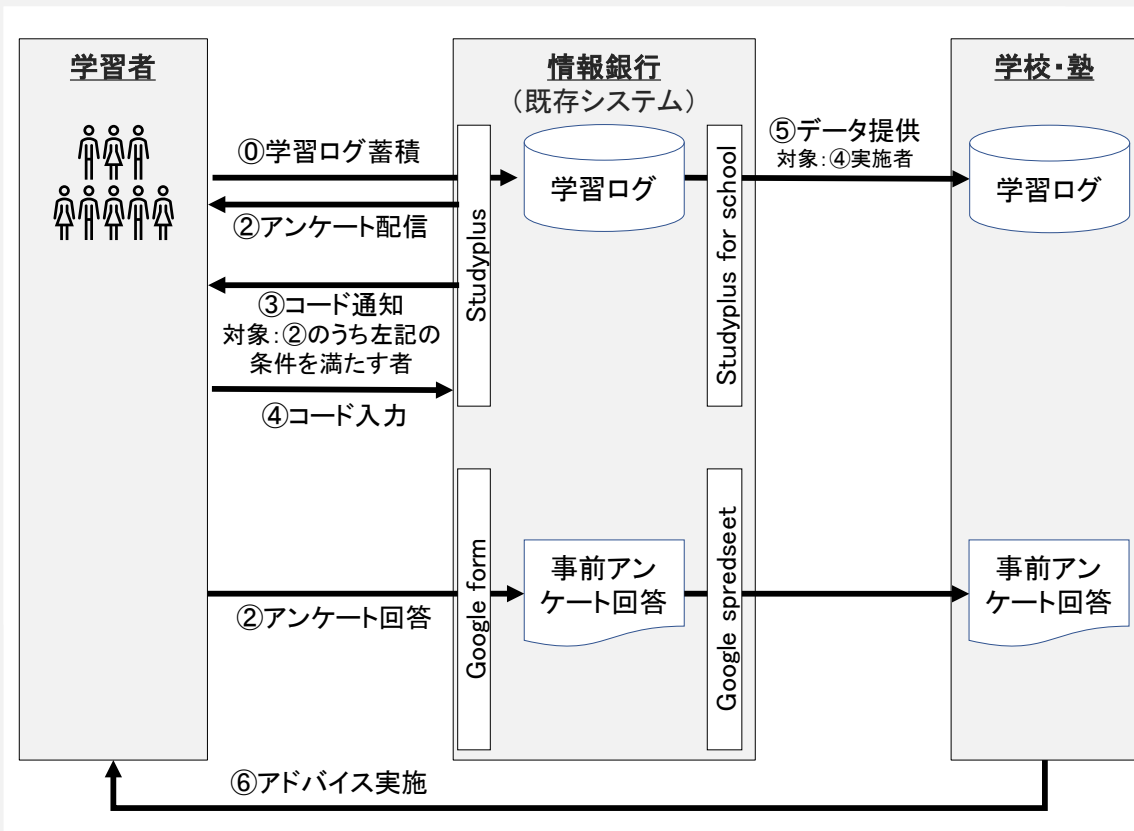 学習者
情報銀行
（既存システム）
学校・塾
⓪学習ログ蓄積
②アンケート配信
③コード通知
対象：②のうち左記の
条件を満たす者
④コード入力
Studyplus
学習ログ
Studyplus for school
⑤データ提供
対象：④実施者
学習ログ
②アンケート回答
Google form
事前アン
ケート回答
Google spredseet
事前アン
ケート回答
⑥アドバイス実施